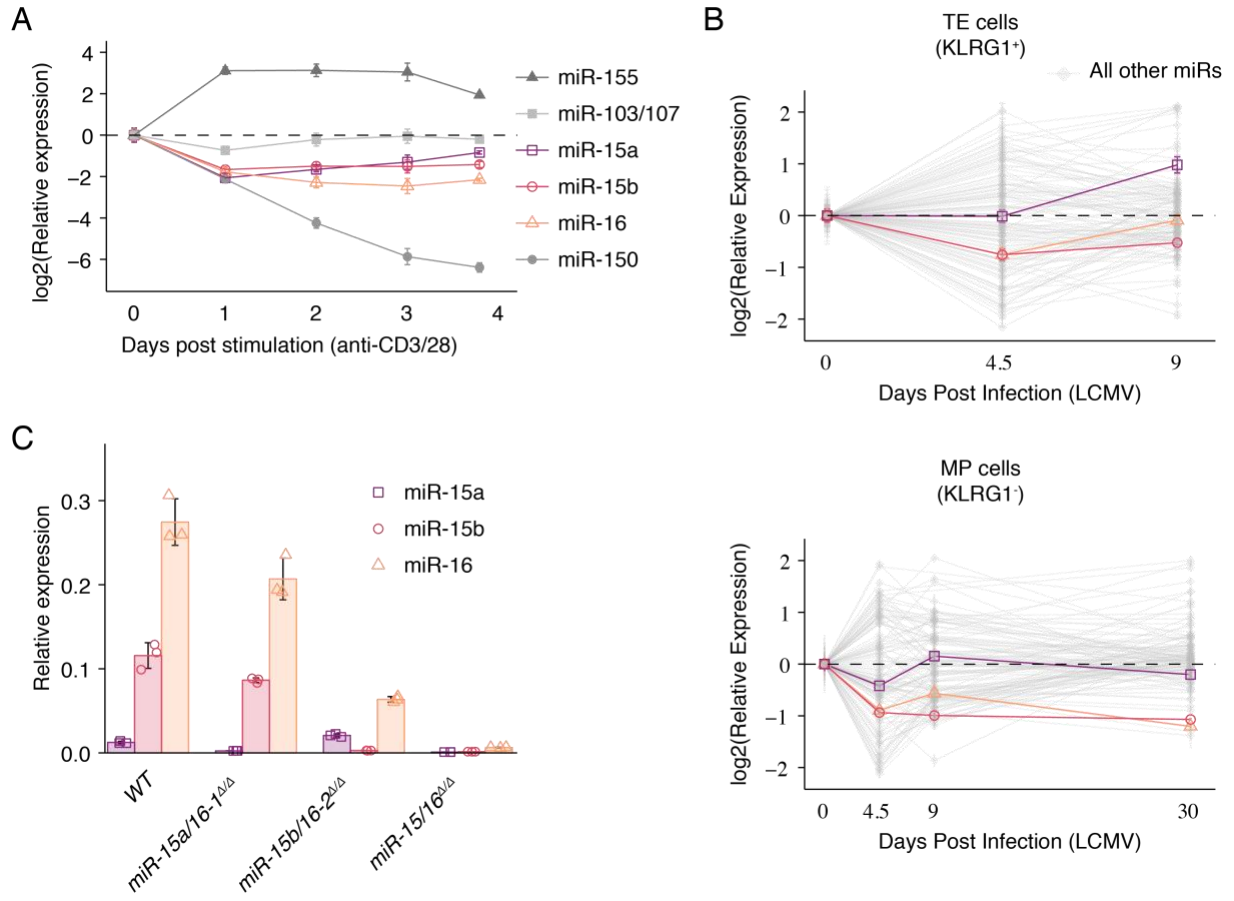 A
log2(Relative expression)
4
2
0
−2
−4
−6
0 1 2 3 4
Days post stimulation (anti-CD3/28)
miR-155
miR-103/107
miR-15a
miR-15b
miR-16
miR-150
B
TE cells
(KLRG1⁺)
All other miRs
log2(Relative Expression)
2
1
0
−1
−2
0 4.5 9
Days Post Infection (LCMV)
MP cells
(KLRG1⁻)
log2(Relative Expression)
2
1
0
−1
−2
0 4.5 9 30
Days Post Infection (LCMV)
C
Relative expression
0.3
0.2
0.1
0.0
miR-15a
miR-15b
miR-16
WT
miR-15a/16-1Δ/Δ
miR-15b/16-2Δ/Δ
miR-15/16Δ/Δ